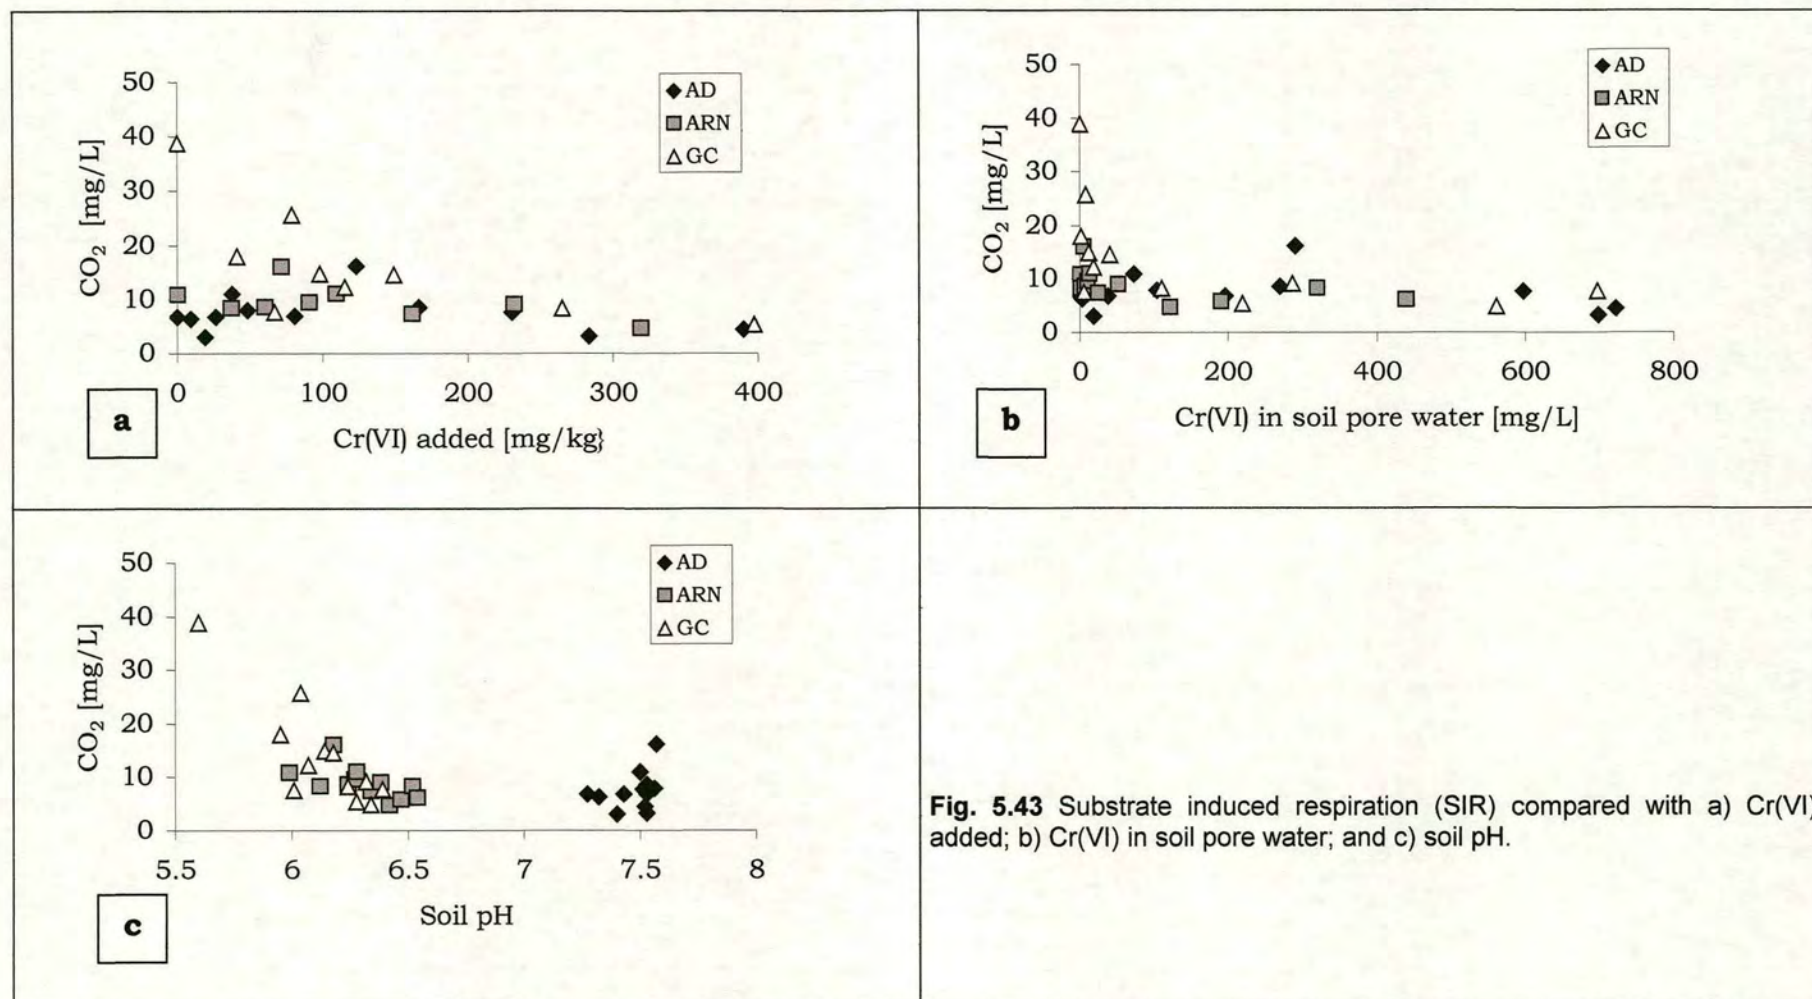 50
40
30
20
10
0
CO₂ [mg/L]
AD
ARN
GC
0 100 200 300 400
Cr(VI) added [mg/kg}
a
50
40
30
20
10
0
CO₂ [mg/L]
AD
ARN
GC
0 200 400 600 800
Cr(VI) in soil pore water [mg/L]
b
50
40
30
20
10
0
CO₂ [mg/L]
AD
ARN
GC
5.5 6 6.5 7 7.5 8
Soil pH
c
Fig. 5.43 Substrate induced respiration (SIR) compared with a) Cr(VI)
added; b) Cr(VI) in soil pore water; and c) soil pH.